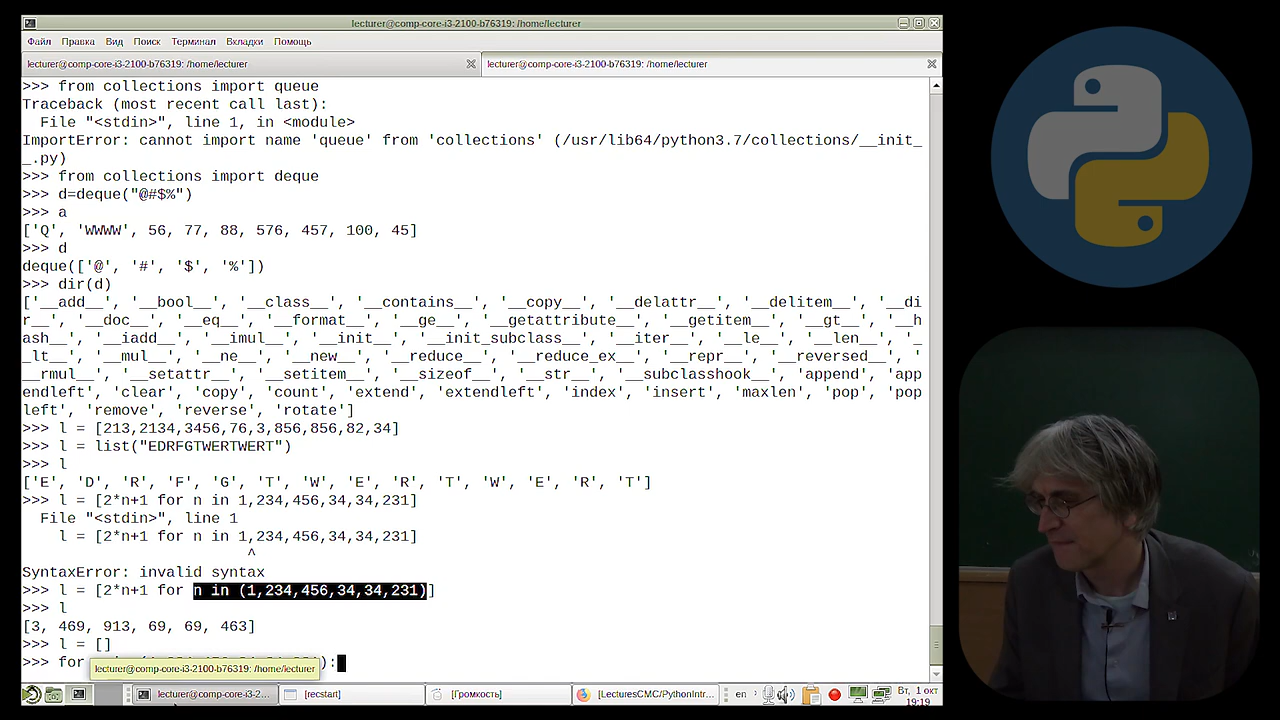 lecturer@comp-core-i3-2100-b76319: /home/lecturer
Файл Правка Вид Поиск Терминал Вкладки Помощь
lecturer@comp-core-i3-2100-b76319: /home/lecturer
lecturer@comp-core-i3-2100-b76319: /home/lecturer
>>> from collections import queue
Traceback (most recent call last):
  File "<stdin>", line 1, in <module>
ImportError: cannot import name 'queue' from 'collections' (/usr/lib64/python3.7/collections/__init_
_.py)
>>> from collections import deque
>>> d=deque("@#$%")
>>> a
['Q', 'WWWW', 56, 77, 88, 576, 457, 100, 45]
>>> d
deque(['@', '#', '$', '%'])
>>> dir(d)
['__add__', '__bool__', '__class__', '__contains__', '__copy__', '__delattr__', '__delitem__', '__di
r__', '__doc__', '__eq__', '__format__', '__ge__', '__getattribute__', '__getitem__', '__gt__', '__h
ash__', '__iadd__', '__imul__', '__init__', '__init_subclass__', '__iter__', '__le__', '__len__', '_
_lt__', '__mul__', '__ne__', '__new__', '__reduce__', '__reduce_ex__', '__repr__', '__reversed__', '
__rmul__', '__setattr__', '__setitem__', '__sizeof__', '__str__', '__subclasshook__', 'append', 'app
endleft', 'clear', 'copy', 'count', 'extend', 'extendleft', 'index', 'insert', 'maxlen', 'pop', 'pop
left', 'remove', 'reverse', 'rotate']
>>> l = [213,2134,3456,76,3,856,856,82,34]
>>> l = list("EDRFGTWERTWERT")
>>> l
['E', 'D', 'R', 'F', 'G', 'T', 'W', 'E', 'R', 'T', 'W', 'E', 'R', 'T']
>>> l = [2*n+1 for n in 1,234,456,34,34,231]
  File "<stdin>", line 1
    l = [2*n+1 for n in 1,234,456,34,34,231]
                         ^
SyntaxError: invalid syntax
>>> l = [2*n+1 for n in (1,234,456,34,34,231)]
>>> l
[3, 469, 913, 69, 69, 463]
>>> l = []
>>> for ):
lecturer@comp-core-i3-2100-b76319: /home/lecturer
lecturer@comp-core-i3-2... [recstart] [Громкость] [LecturesCMC/PythonIntr... en Вт, 1 окт
19:19